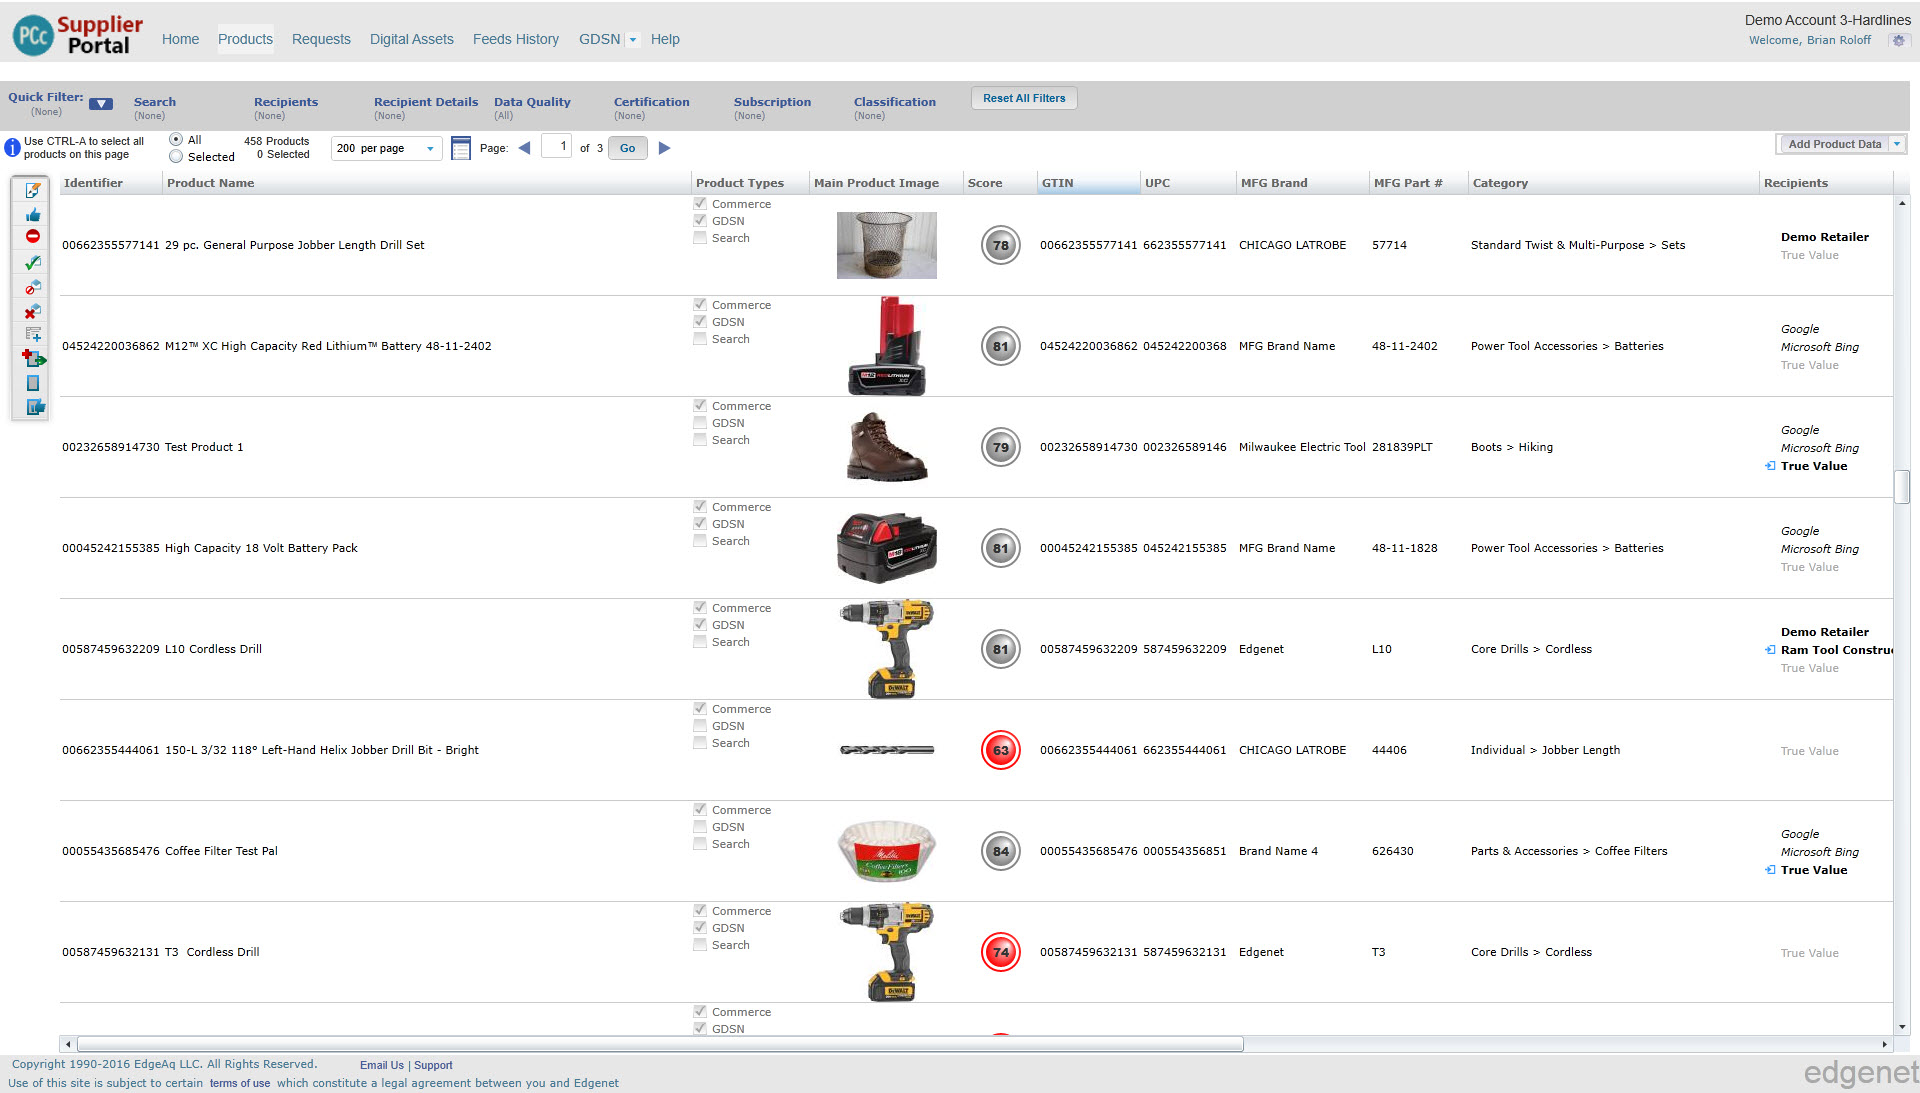 PCc Supplier Portal
Home Products Requests Digital Assets Feeds History GDSN Help
Demo Account 3-Hardlines
Welcome, Brian Roloff
Quick Filter: (None)
Search (None)
Recipients (None)
Recipient Details (None)
Data Quality (All)
Certification (None)
Subscription (None)
Classification (None)
Reset All Filters
Use CTRL-A to select all products on this page
All
Selected
458 Products
0 Selected
200 per page
Page: 1 of 3 Go
Add Product Data
Identifier Product Name Product Types Main Product Image Score GTIN UPC MFG Brand MFG Part # Category Recipients
00662355577141 29 pc. General Purpose Jobber Length Drill Set
Commerce
GDSN
Search
78 00662355577141 662355577141 CHICAGO LATROBE 57714 Standard Twist & Multi-Purpose > Sets
Demo Retailer
True Value
04524220036862 M12™ XC High Capacity Red Lithium™ Battery 48-11-2402
Commerce
GDSN
Search
M12 REDLITHIUM XC
81 04524220036862 045242200368 MFG Brand Name 48-11-2402 Power Tool Accessories > Batteries
Google
Microsoft Bing
True Value
00232658914730 Test Product 1
Commerce
GDSN
Search
79 00232658914730 002326589146 Milwaukee Electric Tool 281839PLT Boots > Hiking
Google
Microsoft Bing
True Value
00045242155385 High Capacity 18 Volt Battery Pack
Commerce
GDSN
Search
M18
81 00045242155385 045242155385 MFG Brand Name 48-11-1828 Power Tool Accessories > Batteries
Google
Microsoft Bing
True Value
00587459632209 L10 Cordless Drill
Commerce
GDSN
Search
DEWALT
81 00587459632209 587459632209 Edgenet L10 Core Drills > Cordless
Demo Retailer
Ram Tool Constru
True Value
00662355444061 150-L 3/32 118° Left-Hand Helix Jobber Drill Bit - Bright
Commerce
GDSN
Search
63 00662355444061 662355444061 CHICAGO LATROBE 44406 Individual > Jobber Length
True Value
00055435685476 Coffee Filter Test Pal
Commerce
GDSN
Search
Melitta
Coffee Filters
100
84 00055435685476 000554356851 Brand Name 4 626430 Parts & Accessories > Coffee Filters
Google
Microsoft Bing
True Value
00587459632131 T3 Cordless Drill
Commerce
GDSN
Search
DEWALT
74 00587459632131 587459632131 Edgenet T3 Core Drills > Cordless
True Value
Commerce
GDSN
Copyright 1990-2016 EdgeAq LLC. All Rights Reserved. Email Us | Support
Use of this site is subject to certain terms of use which constitute a legal agreement between you and Edgenet
edgenet